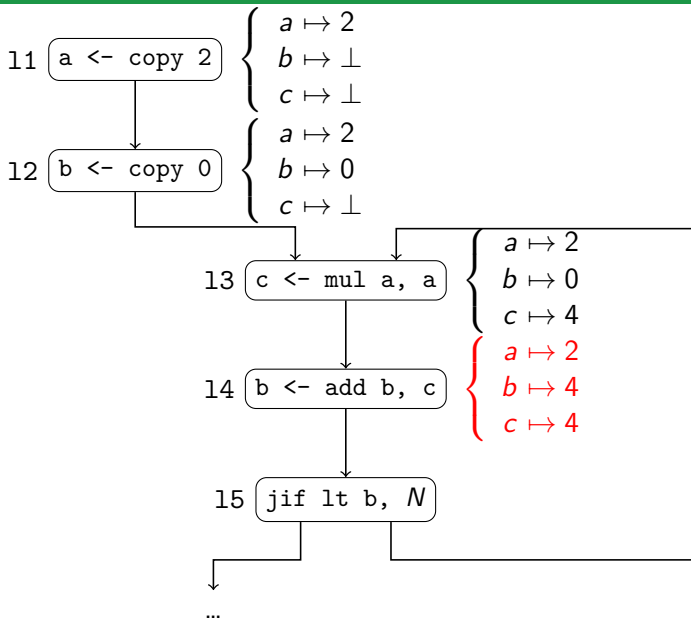 l1 a <- copy 2
a ↦ 2
b ↦ ⊥
c ↦ ⊥
l2 b <- copy 0
a ↦ 2
b ↦ 0
c ↦ ⊥
l3 c <- mul a, a
a ↦ 2
b ↦ 0
c ↦ 4
l4 b <- add b, c
a ↦ 2
b ↦ 4
c ↦ 4
l5 jif lt b, N
...